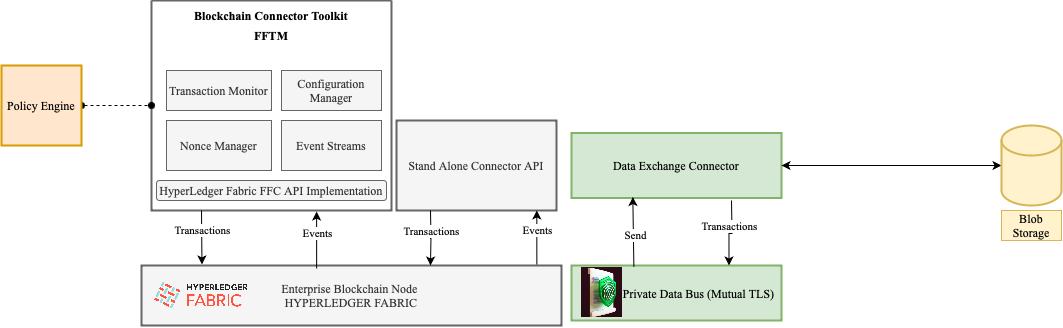 Blockchain Connector Toolkit
FFTM
Policy Engine
Transaction Monitor
Configuration
Manager
Nonce Manager
Event Streams
HyperLedger Fabric FFC API Implementation
Stand Alone Connector API
Data Exchange Connector
Blob
Storage
Transactions
Events
Transactions
Events
Send
Transactions
HYPERLEDGER
FABRIC
Enterprise Blockchain Node
HYPERLEDGER FABRIC
Private Data Bus (Mutual TLS)